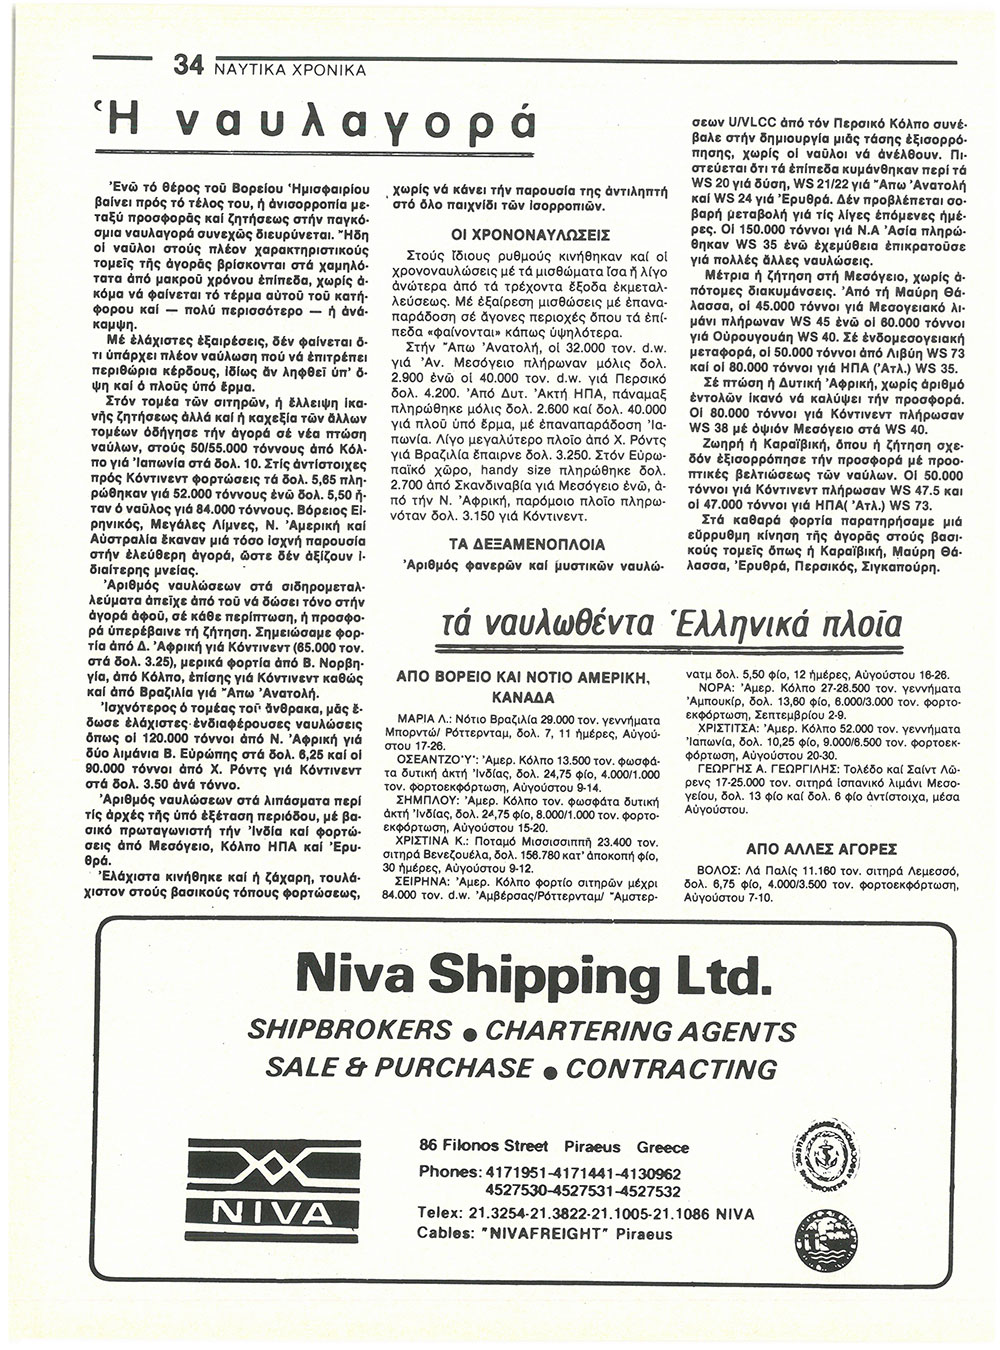 34 ΝΑΥΤΙΚΑ ΧΡΟΝΙΚΑ
Ἡ ναυλαγορά
Ἐνῶ τό θέρος τοῦ Βορείου Ἡμισφαιρίου
βαίνει πρός τό τέλος του, ἡ ἀνισορροπία με-
ταξύ προσφορᾶς καί ζητήσεως στήν παγκό-
σμια ναυλαγορά συνεχῶς διευρύνεται. Ἤδη
οἱ ναῦλοι στούς πλέον χαρακτηριστικούς
τομεῖς τῆς ἀγορᾶς βρίσκονται στά χαμηλό-
τατα ἀπό μακροῦ χρόνου ἐπίπεδα, χωρίς ἀ-
κόμα νά φαίνεται τό τέρμα αὐτοῦ τοῦ κατή-
φορου καί — πολύ περισσότερο — ἡ ἀνά-
καμψη.
Μέ ἐλάχιστες ἐξαιρέσεις, δέν φαίνεται ὅ-
τι ὑπάρχει πλέον ναύλωση πού νά ἐπιτρέπει
περιθώρια κέρδους, ἰδίως ἄν ληφθεῖ ὑπ' ὄ-
ψη καί ὁ πλοῦς ὑπό ἕρμα.
Στόν τομέα τῶν σιτηρῶν, ἡ ἔλλειψη ἱκα-
νῆς ζητήσεως ἀλλά καί ἡ καχεξία τῶν ἄλλων
τομέων ὁδήγησε τήν ἀγορά σέ νέα πτώση
ναύλων, στούς 50/55.000 τόννους ἀπό Κόλ-
πο γιά Ἰαπωνία στά δολ. 10. Στίς ἀντίστοιχες
πρός Κόντινεντ φορτώσεις τά δολ. 5,65 πλη-
ρώθηκαν γιά 52.000 τόννους ἐνῶ δολ. 5,50 ἦ-
ταν ὁ ναῦλος γιά 84.000 τόννους. Βόρειος Εἰ-
ρηνικός, Μεγάλες Λίμνες, Ν. Ἀμερική καί
Αὐστραλία ἔκαναν μιά τόσο ἰσχνή παρουσία
στήν ἐλεύθερη ἀγορά, ὥστε δέν ἀξίζουν ἰ-
διαίτερης μνείας.
Ἀριθμός ναυλώσεων στά σιδηρομεταλ-
λεύματα ἀπεῖχε ἀπό τοῦ νά δώσει τόνο στήν
ἀγορά ἀφοῦ, σέ κάθε περίπτωση, ἡ προσφο-
ρά ὑπερέβαινε τή ζήτηση. Σημειώσαμε φορ-
τία ἀπό Δ. Ἀφρική γιά Κόντινεντ (65.000 τον.
στά δολ. 3.25), μερικά φορτία ἀπό Β. Νορβη-
γία, ἀπό Κόλπο, ἐπίσης γιά Κόντινεντ καθώς
καί ἀπό Βραζιλία γιά Ἄπω Ἀνατολή.
Ἰσχνότερος ὁ τομέας τοῦ ἄνθρακα, μᾶς ἔ-
δωσε ἐλάχιστες ἐνδιαφέρουσες ναυλώσεις
ὅπως οἱ 120.000 τόννοι ἀπό Ν. Ἀφρική γιά
δύο λιμάνια Β. Εὐρώπης στά δολ. 6,25 καί οἱ
90.000 τόννοι ἀπό Χ. Ρόντς γιά Κόντινεντ
στά δολ. 3.50 ἀνά τόννο.
Ἀριθμός ναυλώσεων στά λιπάσματα περί
τίς ἀρχές τῆς ὑπό ἐξέταση περιόδου, μέ βα-
σικό πρωταγωνιστή τήν Ἰνδία καί φορτώ-
σεις ἀπό Μεσόγειο, Κόλπο ΗΠΑ καί Ἐρυ-
θρά.
Ἐλάχιστα κινήθηκε καί ἡ ζάχαρη, τουλά-
χιστον στούς βασικούς τόπους φορτώσεως,
χωρίς νά κάνει τήν παρουσία της ἀντιληπτή
στό ὅλο παιχνίδι τῶν ἰσορροπιῶν.
ΟΙ ΧΡΟΝΟΝΑΥΛΩΣΕΙΣ
Στούς ἴδιους ρυθμούς κινήθηκαν καί οἱ
χρονοναυλώσεις μέ τά μισθώματα ἴσα ἤ λίγο
ἀνώτερα ἀπό τά τρέχοντα ἔξοδα ἐκμεταλ-
λεύσεως. Μέ ἐξαίρεση μισθώσεις μέ ἐπανα-
παράδοση σέ ἄγονες περιοχές ὅπου τά ἐπί-
πεδα «φαίνονται» κάπως ὑψηλότερα.
Στήν Ἄπω Ἀνατολή, οἱ 32.000 τον. d.w.
γιά Ἀν. Μεσόγειο πλήρωναν μόλις δολ.
2.900 ἐνῶ οἱ 40.000 τον. d.w. γιά Περσικό
δολ. 4.200. Ἀπό Δυτ. Ἀκτή ΗΠΑ, πάναμαξ
πληρώθηκε μόλις δολ. 2.600 καί δολ. 40.000
γιά πλοῦ ὑπό ἕρμα, μέ ἐπαναπαράδοση Ἰα-
πωνία. Λίγο μεγαλύτερο πλοῖο ἀπό Χ. Ρόντς
γιά Βραζιλία ἔπαιρνε δολ. 3.250. Στόν Εὐρω-
παϊκό χῶρο, handy size πληρώθηκε δολ.
2.700 ἀπό Σκανδιναβία γιά Μεσόγειο ἐνῶ, ἀ-
πό τήν Ν. Ἀφρική, παρόμοιο πλοῖο πληρω-
νόταν δολ. 3.150 γιά Κόντινεντ.
ΤΑ ΔΕΞΑΜΕΝΟΠΛΟΙΑ
Ἀριθμός φανερῶν καί μυστικῶν ναυλώ-
σεων U/VLCC ἀπό τόν Περσικό Κόλπο συνέ-
βαλε στήν δημιουργία μιᾶς τάσης ἐξισορρό-
πησης, χωρίς οἱ ναῦλοι νά ἀνέλθουν. Πι-
στεύεται ὅτι τά ἐπίπεδα κυμάνθηκαν περί τά
WS 20 γιά δύση, WS 21/22 γιά Ἄπω Ἀνατολή
καί WS 24 γιά Ἐρυθρά. Δέν προβλέπεται σο-
βαρή μεταβολή γιά τίς λίγες ἑπόμενες ἡμέ-
ρες. Οἱ 150.000 τόννοι γιά Ν.Α Ἀσία πληρώ-
θηκαν WS 35 ἐνῶ ἐχεμύθεια ἐπικρατοῦσε
γιά πολλές ἄλλες ναυλώσεις.
Μέτρια ἡ ζήτηση στή Μεσόγειο, χωρίς ἀ-
πότομες διακυμάνσεις. Ἀπό τή Μαύρη Θά-
λασσα, οἱ 45.000 τόννοι γιά Μεσογειακό λι-
μάνι πλήρωναν WS 45 ἐνῶ οἱ 60.000 τόννοι
γιά Οὐρουγουάη WS 40. Σέ ἐνδομεσογειακή
μεταφορά, οἱ 50.000 τόννοι ἀπό Λιβύη WS 73
καί οἱ 80.000 τόννοι γιά ΗΠΑ (Ἀτλ.) WS 35.
Σέ πτώση ἡ Δυτική Ἀφρική, χωρίς ἀριθμό
ἐντολῶν ἱκανό νά καλύψει τήν προσφορά.
Οἱ 80.000 τόννοι γιά Κόντινεντ πλήρωσαν
WS 38 μέ ὀψιόν Μεσόγειο στά WS 40.
Ζωηρή ἡ Καραϊβική, ὅπου ἡ ζήτηση σχε-
δόν ἐξισορρόπησε τήν προσφορά μέ προο-
πτικές βελτιώσεως τῶν ναύλων. Οἱ 50.000
τόννοι γιά Κόντινεντ πλήρωσαν WS 47.5 καί
οἱ 47.000 τόννοι γιά ΗΠΑ( Ἀτλ.) WS 73.
Στά καθαρά φορτία παρατηρήσαμε μιά
εὔρρυθμη κίνηση τῆς ἀγορᾶς στούς βασι-
κούς τομεῖς ὅπως ἡ Καραϊβική, Μαύρη Θά-
λασσα, Ἐρυθρά, Περσικός, Σιγκαπούρη.
τά ναυλωθέντα Ἑλληνικά πλοῖα
ΑΠΟ ΒΟΡΕΙΟ ΚΑΙ ΝΟΤΙΟ ΑΜΕΡΙΚΗ,
ΚΑΝΑΔΑ
ΜΑΡΙΑ Λ.: Νότιο Βραζιλία 29.000 τον. γεννήματα
Μπορντώ/ Ρόττερνταμ, δολ. 7, 11 ἡμέρες, Αὐγού-
στου 17-26.
ΟΣΕΑΝΤΖΟ'Υ': Ἀμερ. Κόλπο 13.500 τον. φωσφά-
τα δυτική ἀκτή Ἰνδίας, δολ. 24,75 φίο, 4.000/1.000
τον. φορτοεκφόρτωση, Αὐγούστου 9-14.
ΣΗΜΠΛΟΥ: Ἀμερ. Κόλπο τον. φωσφάτα δυτική
ἀκτή Ἰνδίας, δολ. 24,75 φίο, 8.000/1.000 τον. φορτο-
εκφόρτωση, Αὐγούστου 15-20.
ΧΡΙΣΤΙΝΑ Κ.: Ποταμό Μισσισσιππή 23.400 τον.
σιτηρά Βενεζουέλα, δολ. 156.780 κατ' ἀποκοπή φίο,
30 ἡμέρες, Αὐγούστου 9-12.
ΣΕΙΡΗΝΑ: Ἀμερ. Κόλπο φορτίο σιτηρῶν μέχρι
84.000 τον. d.w. Ἀμβέρσας/Ρόττερνταμ/ Ἄμστερ-
νταμ δολ. 5,50 φίο, 12 ἡμέρες, Αὐγούστου 16-26.
ΝΟΡΑ: Ἀμερ. Κόλπο 27-28.500 τον. γεννήματα
Ἀμπουκίρ, δολ. 13,60 φίο, 6.000/3.000 τον. φορτο-
εκφόρτωση, Σεπτεμβρίου 2-9.
ΧΡΙΣΤΙΤΣΑ: Ἀμερ. Κόλπο 52.000 τον. γεννήματα
Ἰαπωνία, δολ. 10,25 φίο, 9.000/6.500 τον. φορτοεκ-
φόρτωση, Αὐγούστου 20-30.
ΓΕΩΡΓΗΣ Α. ΓΕΩΡΓΙΛΗΣ: Τολέδο καί Σαίντ Λῶ-
ρενς 17-25.000 τον. σιτηρά Ἱσπανικό λιμάνι Μεσο-
γείου, δολ. 13 φίο καί δολ. 6 φίο ἀντίστοιχα, μέσα
Αὐγούστου.
ΑΠΟ ΑΛΛΕΣ ΑΓΟΡΕΣ
ΒΟΛΟΣ: Λά Παλίς 11.160 τον. σιτηρά Λεμεσσό,
δολ. 6,75 φίο, 4.000/3.500 τον. φορτοεκφόρτωση,
Αὐγούστου 7-10.
Niva Shipping Ltd.
SHIPBROKERS ● CHARTERING AGENTS
SALE & PURCHASE ● CONTRACTING
NIVA
86 Filonos Street Piraeus Greece
Phones: 4171951-4171441-4130962
4527530-4527531-4527532
Telex: 21.3254-21.3822-21.1005-21.1086 NIVA
Cables: "NIVAFREIGHT" Piraeus